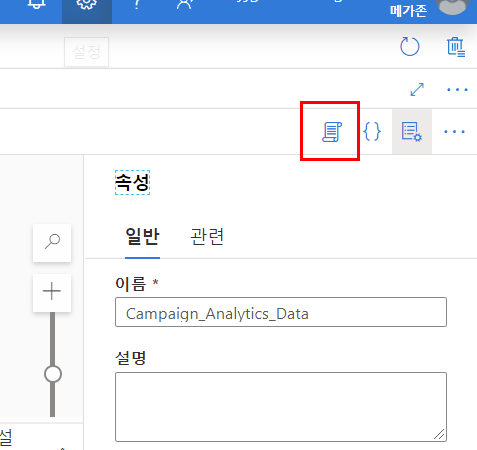 메가존
설정
{}
속성
일반 관련
이름 *
Campaign_Analytics_Data
설명
설